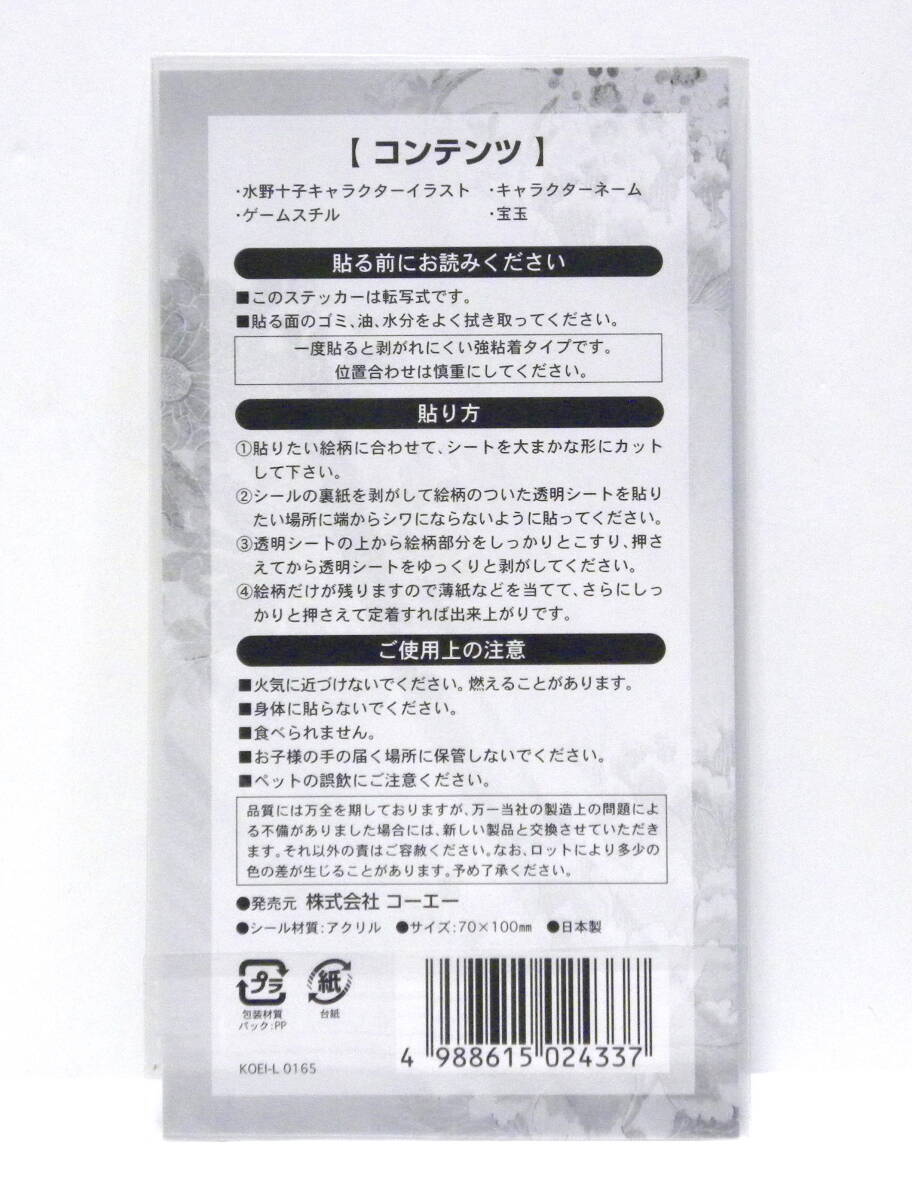 【 コンテンツ 】
・水野十子キャラクターイラスト ・キャラクターネーム
・ゲームスチル ・宝玉
貼る前にお読みください
■このステッカーは転写式です。
■貼る面のゴミ、油、水分をよく拭き取ってください。
一度貼ると剥がれにくい強粘着タイプです。
位置合わせは慎重にしてください。
貼り方
①貼りたい絵柄に合わせて、シートを大まかな形にカット
して下さい。
②シールの裏紙を剥がして絵柄のついた透明シートを貼り
たい場所に端からシワにならないように貼ってください。
③透明シートの上から絵柄部分をしっかりとこすり、押さ
えてから透明シートをゆっくりと剥がしてください。
④絵柄だけが残りますので薄紙などを当てて、さらにしっ
かりと押さえて定着すれば出来上がりです。
ご使用上の注意
■火気に近づけないでください。燃えることがあります。
■身体に貼らないでください。
■食べられません。
■お子様の手の届く場所に保管しないでください。
■ペットの誤飲にご注意ください。
品質には万全を期しておりますが、万一当社の製造上の問題によ
る不備がありました場合には、新しい製品と交換させていただき
ます。それ以外の責はご容赦ください。なお、ロットにより多少の
色の差が生じることがあります。予め了承ください。
●発売元 株式会社 コーエー
●シール材質：アクリル ●サイズ：70×100㎜ ●日本製
プラ 紙
包装材質 台紙
パック：PP
4 988615 024337
KOEI-L 0165